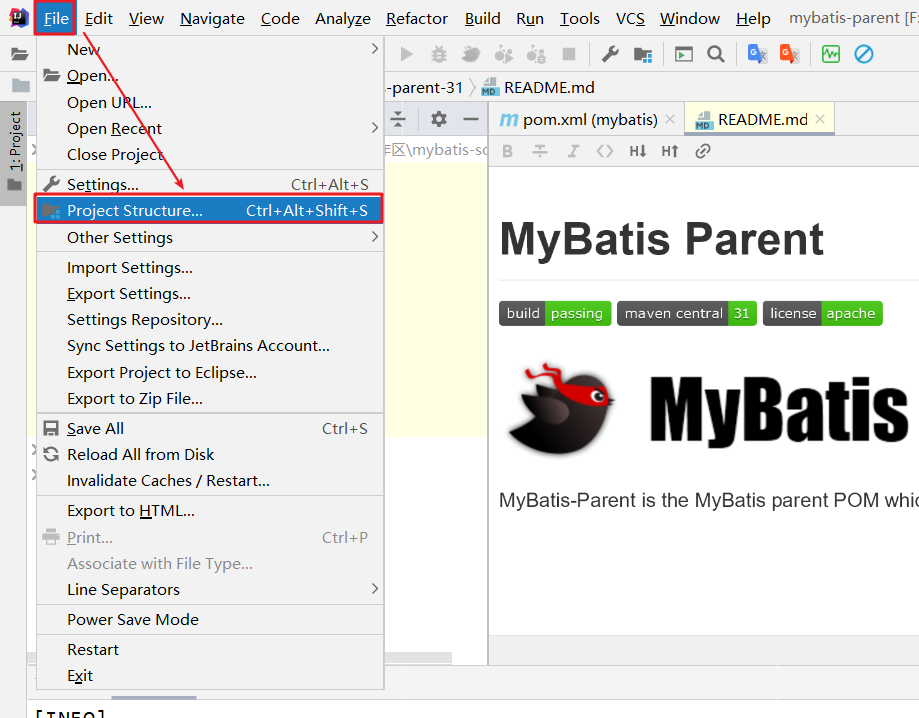 File Edit View Navigate Code Analyze Refactor Build Run Tools VCS Window Help mybatis-parent [F:
New
Open...
Open URL...
Open Recent
Close Project
Settings... Ctrl+Alt+S
Project Structure... Ctrl+Alt+Shift+S
Other Settings
Import Settings...
Export Settings...
Settings Repository...
Sync Settings to JetBrains Account...
Export Project to Eclipse...
Export to Zip File...
Save All Ctrl+S
Reload All from Disk
Invalidate Caches / Restart...
Export to HTML...
Print... Ctrl+P
Associate with File Type...
Line Separators
Power Save Mode
Restart
Exit
1: Project
-parent-31 README.md
pom.xml (mybatis) README.md
区\mybatis-so
B I H↓ H↑
MyBatis Parent
build passing maven central 31 license apache
MyBatis
MyBatis-Parent is the MyBatis parent POM whic
[INFO]